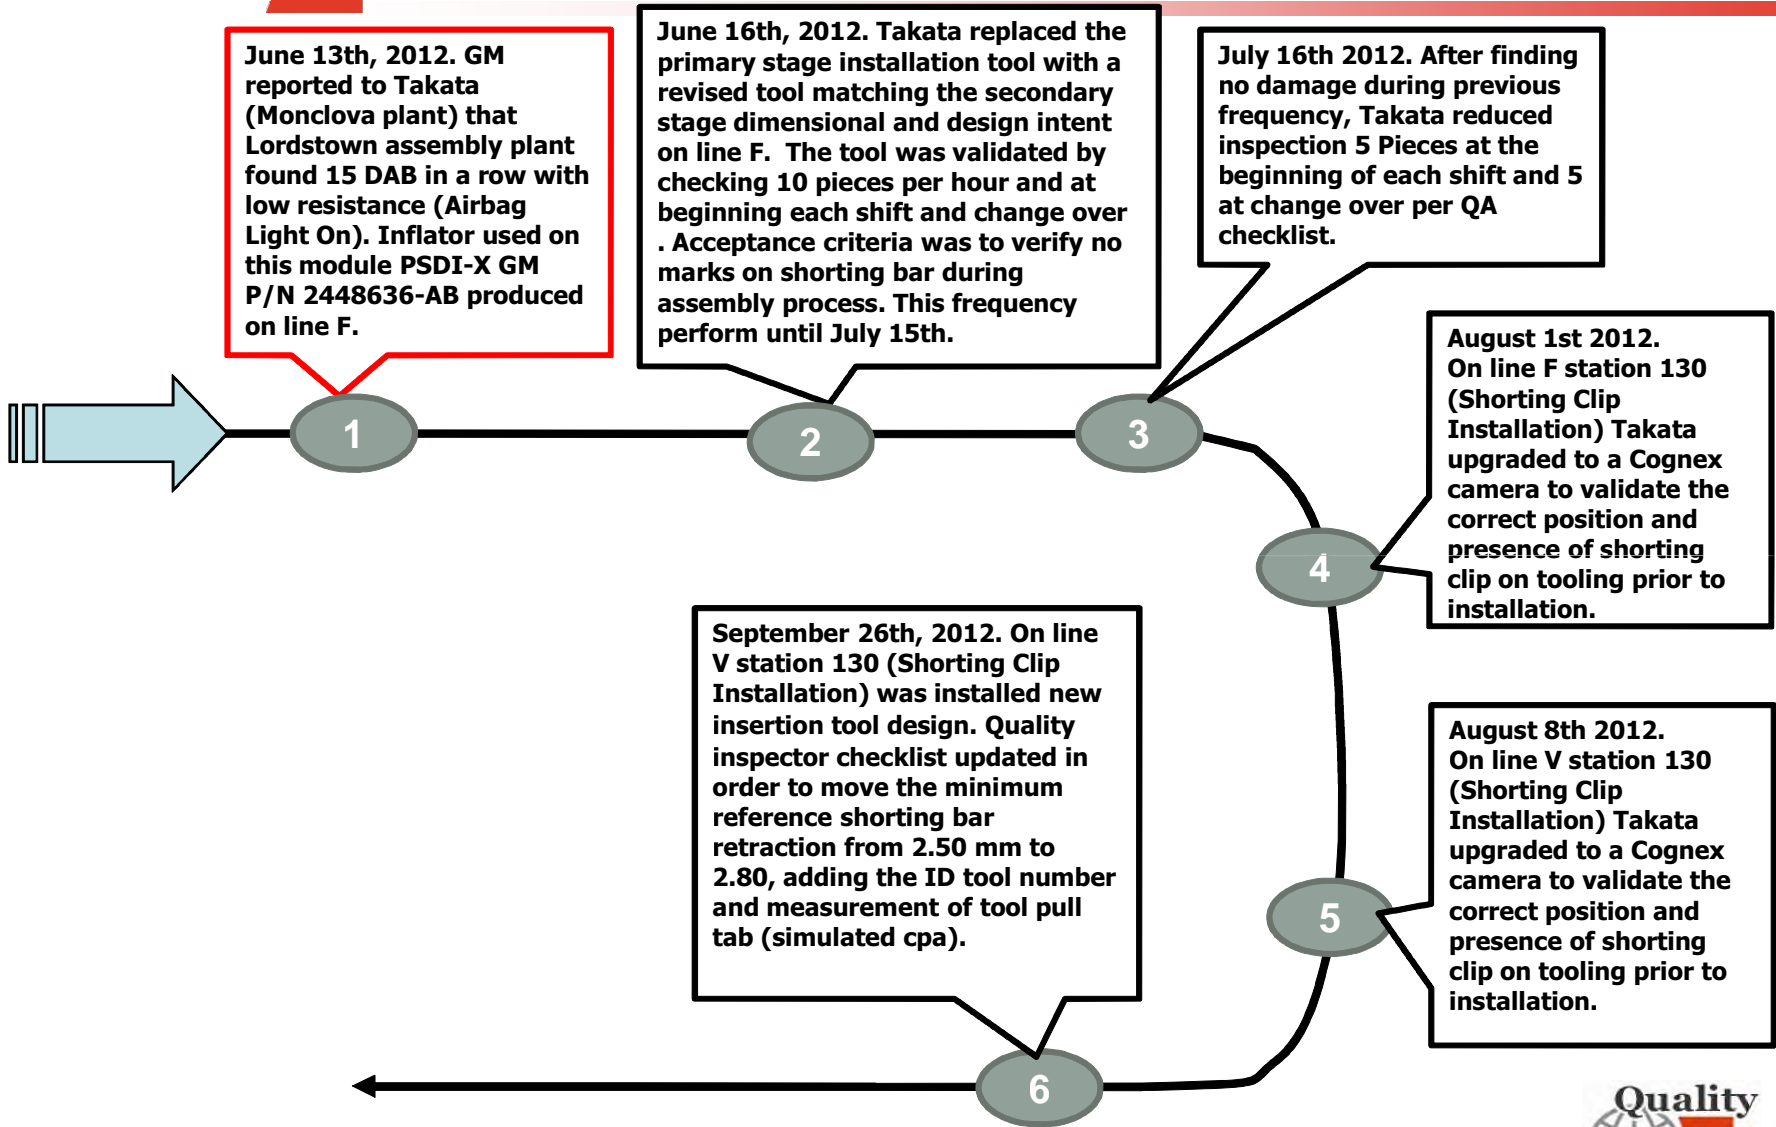 June 13th, 2012. GM
reported to Takata
(Monclova plant) that
Lordstown assembly plant
found 15 DAB in a row with
low resistance (Airbag
Light On). Inflator used on
this module PSDI-X GM
P/N 2448636-AB produced
on line F.
1
June 16th, 2012. Takata replaced the
primary stage installation tool with a
revised tool matching the secondary
stage dimensional and design intent
on line F.  The tool was validated by
checking 10 pieces per hour and at
beginning each shift and change over
. Acceptance criteria was to verify no
marks on shorting bar during
assembly process. This frequency
perform until July 15th.
2
July 16th 2012. After finding
no damage during previous
frequency, Takata reduced
inspection 5 Pieces at the
beginning of each shift and 5
at change over per QA
checklist.
3
August 1st 2012.
On line F station 130
(Shorting Clip
Installation) Takata
upgraded to a Cognex
camera to validate the
correct position and
presence of shorting
clip on tooling prior to
installation.
4
August 8th 2012.
On line V station 130
(Shorting Clip
Installation) Takata
upgraded to a Cognex
camera to validate the
correct position and
presence of shorting
clip on tooling prior to
installation.
5
September 26th, 2012. On line
V station 130 (Shorting Clip
Installation) was installed new
insertion tool design. Quality
inspector checklist updated in
order to move the minimum
reference shorting bar
retraction from 2.50 mm to
2.80, adding the ID tool number
and measurement of tool pull
tab (simulated cpa).
6
Quality